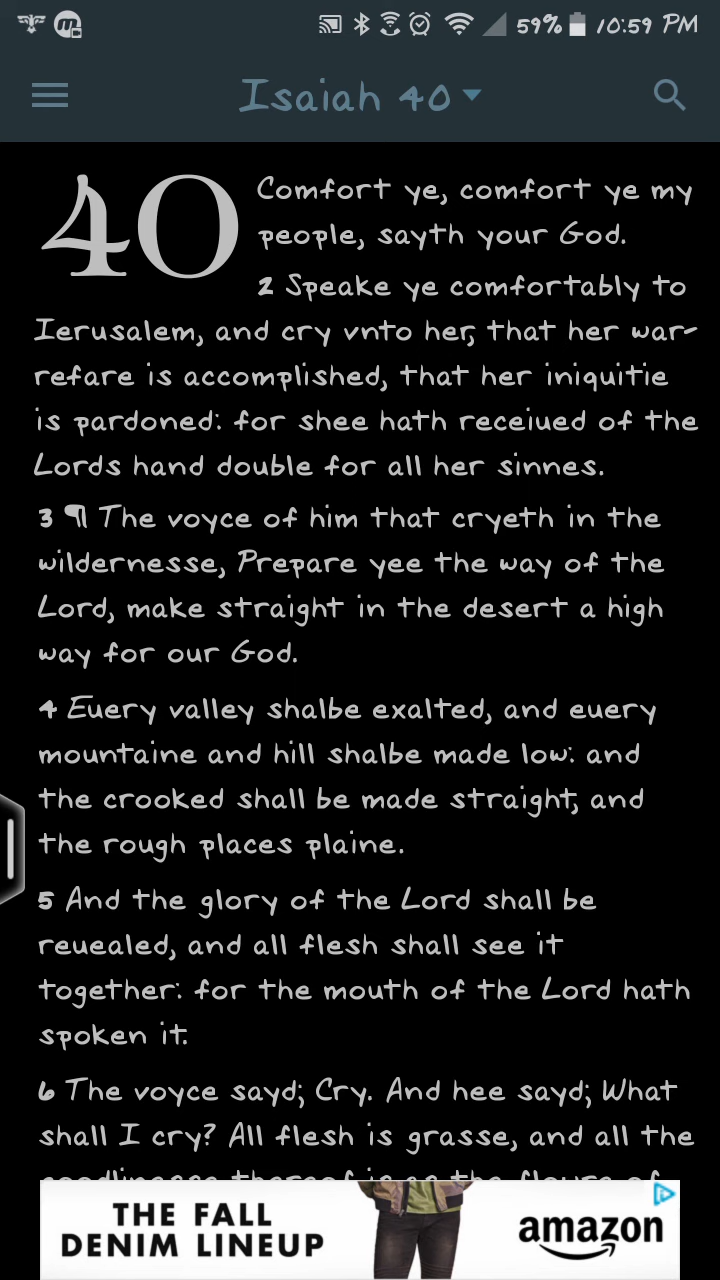 59% 10:59 PM
Isaiah 40
40 Comfort ye, comfort ye my
people, sayth your God.
2 Speake ye comfortably to
Ierusalem, and cry vnto her, that her war-
refare is accomplished, that her iniquitie
is pardoned: for shee hath receiued of the
Lords hand double for all her sinnes.
3 ¶ The voyce of him that cryeth in the
wildernesse, Prepare yee the way of the
Lord, make straight in the desert a high
way for our God.
4 Euery valley shalbe exalted, and euery
mountaine and hill shalbe made low: and
the crooked shall be made straight, and
the rough places plaine.
5 And the glory of the Lord shall be
reuealed, and all flesh shall see it
together: for the mouth of the Lord hath
spoken it.
6 The voyce sayd; Cry. And hee sayd; What
shall I cry? All flesh is grasse, and all the
THE FALL
DENIM LINEUP
amazon